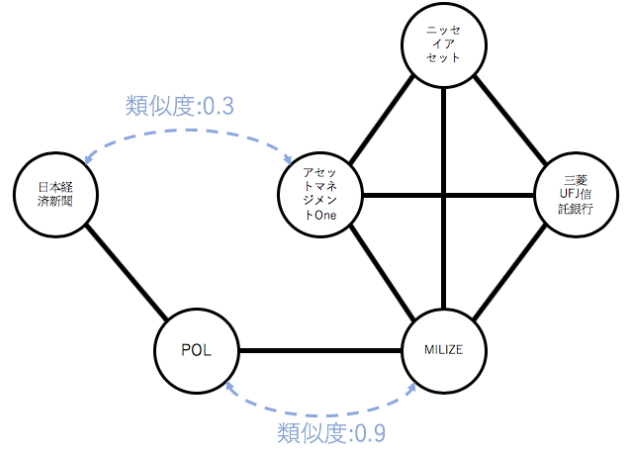 ニッセ
イア
セット
類似度:0.3
日本経
済新聞
アセッ
トマネ
ジメン
トOne
三菱
UFJ信
託銀行
POL
MILIZE
類似度:0.9